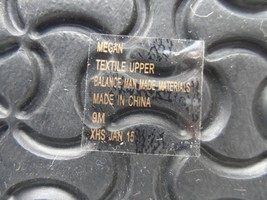 MEGAN
TEXTILE UPPER
BALANCE MAN MADE MATERIALS
MADE IN CHINA
9M
XHS JAN 15